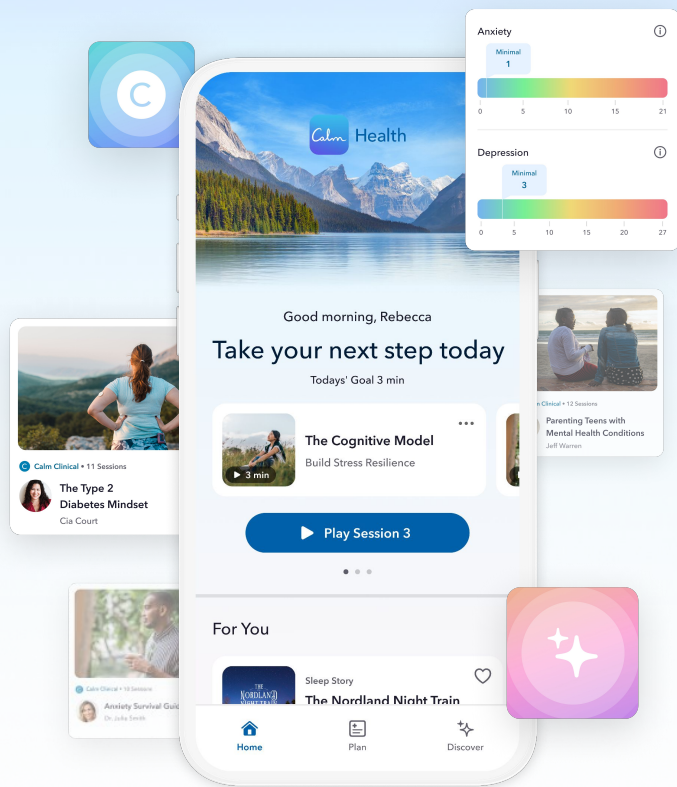 Anxiety
Minimal
1
0 5 10 15 21
Depression
Minimal
3
0 5 10 15 20 27
C
Calm Health
Good morning, Rebecca
Take your next step today
Todays' Goal 3 min
The Cognitive Model
Build Stress Resilience
3 min
Play Session 3
C Calm Clinical • 11 Sessions
The Type 2
Diabetes Mindset
Cia Court
Clinical • 12 Sessions
Parenting Teens with
Mental Health Conditions
Jeff Warren
Calm Clinical • 10 Sessions
Anxiety Survival
Dr. Julia Smith
For You
Sleep Story
The Nordland Night Train
THE
NORDLAND
NIGHT TRAIN
Home
Plan
Discover